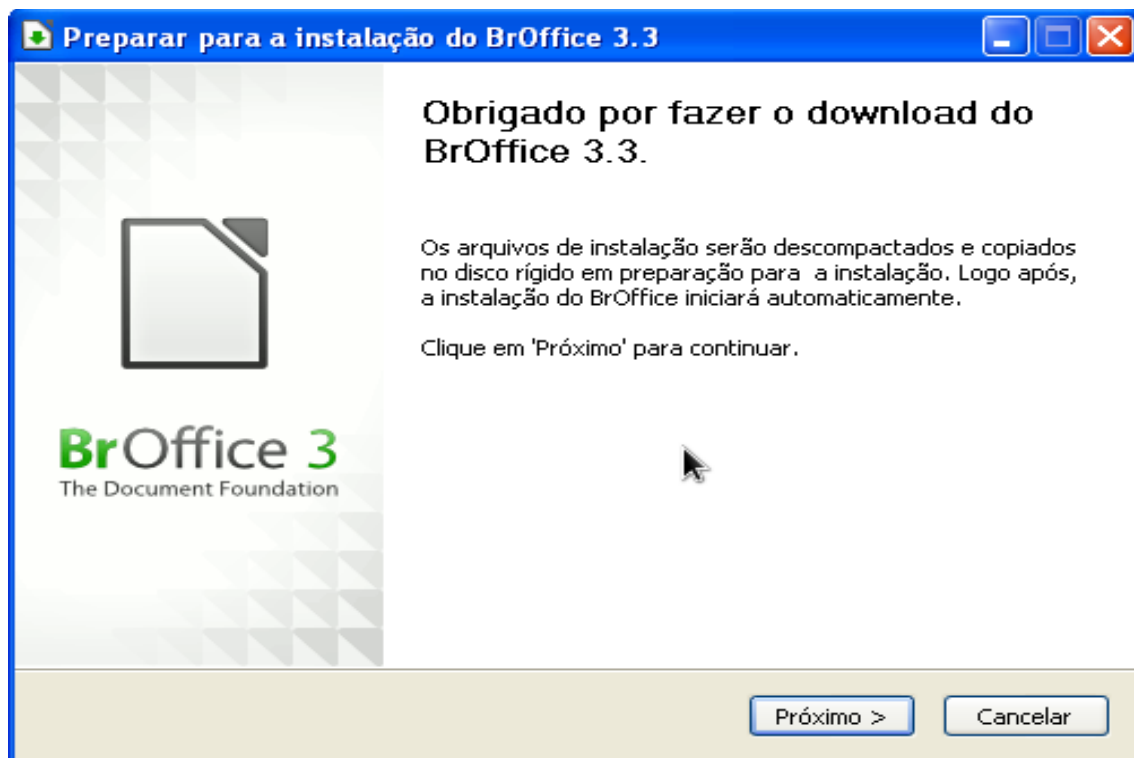 Preparar para a instalação do BrOffice 3.3
Obrigado por fazer o download do
BrOffice 3.3.
Os arquivos de instalação serão descompactados e copiados
no disco rígido em preparação para  a instalação. Logo após,
a instalação do BrOffice iniciará automaticamente.
Clique em 'Próximo' para continuar.
BrOffice 3
The Document Foundation
Próximo >
Cancelar